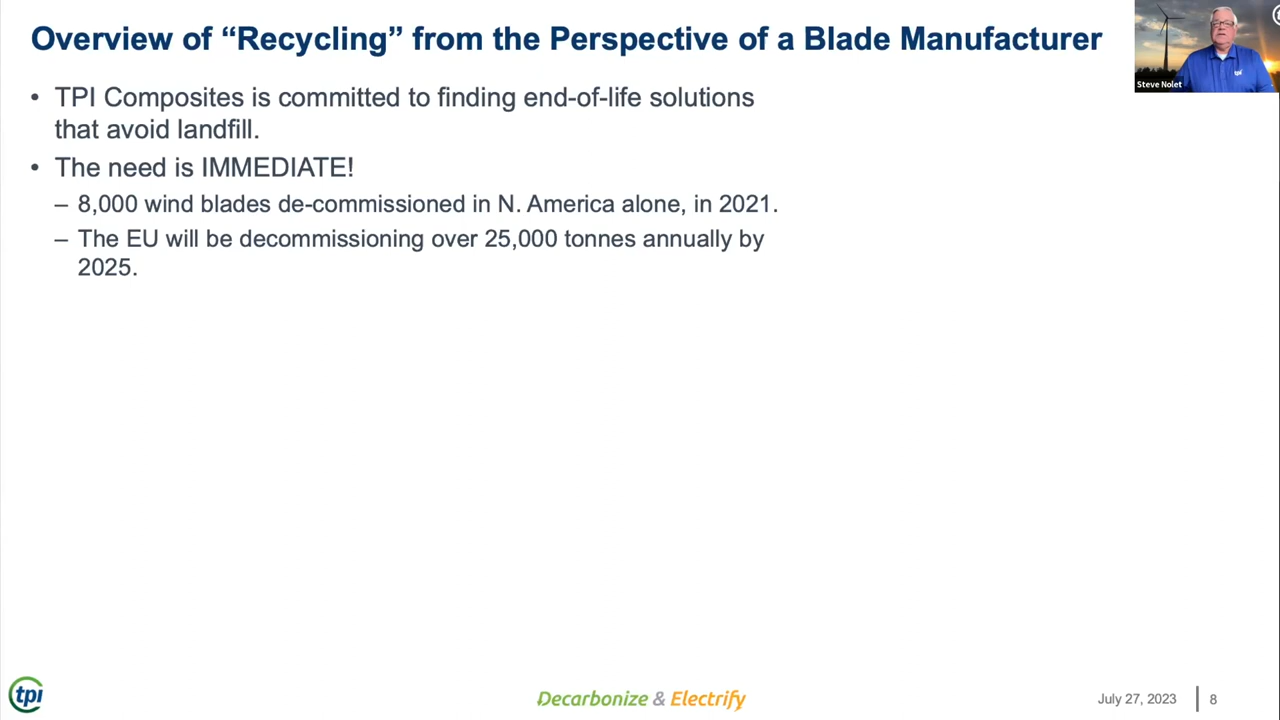 Overview of “Recycling” from the Perspective of a Blade Manufacturer
• TPI Composites is committed to finding end-of-life solutions
that avoid landfill.
• The need is IMMEDIATE!
– 8,000 wind blades de-commissioned in N. America alone, in 2021.
– The EU will be decommissioning over 25,000 tonnes annually by
2025.
tpi
Steve Nolet
tpi
Decarbonize & Electrify
July 27, 2023 | 8